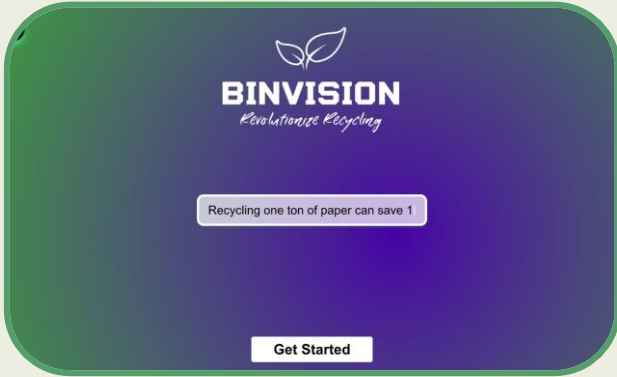 BINVISION
Revolutionize Recycling
Recycling one ton of paper can save 1
Get Started